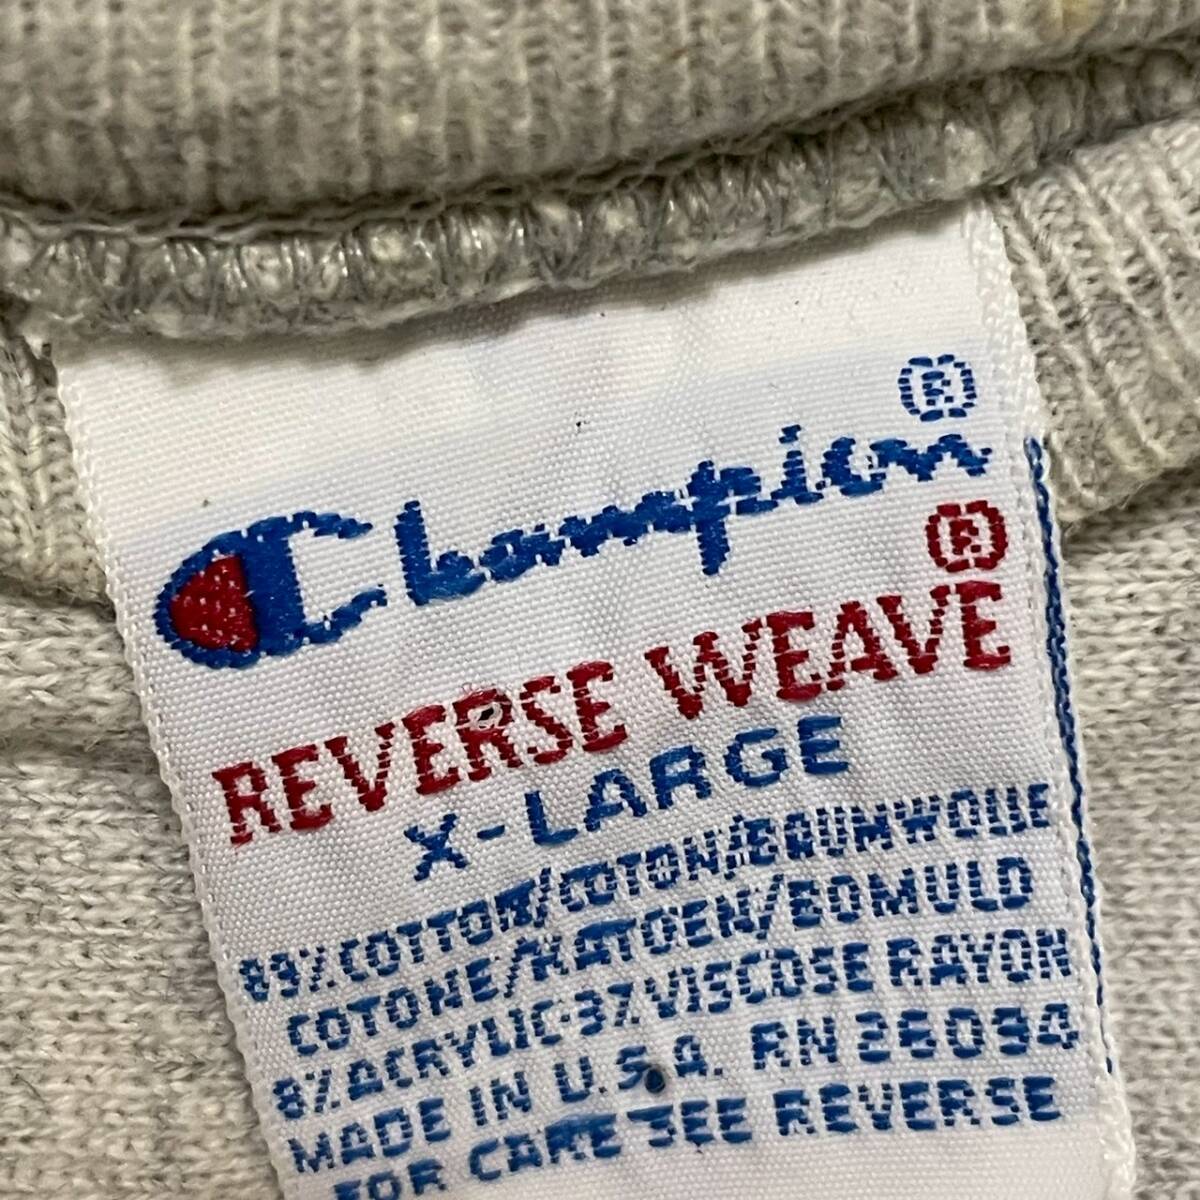 Champion®
REVERSE WEAVE®
X-LARGE
89% COTTON/COTON/BAUMWOLLE
COTONE/KATOEN/BOMULD
8% ACRYLIC-3% VISCOSE RAYON
MADE IN U.S.A. RN 26094
FOR CARE SEE REVERSE